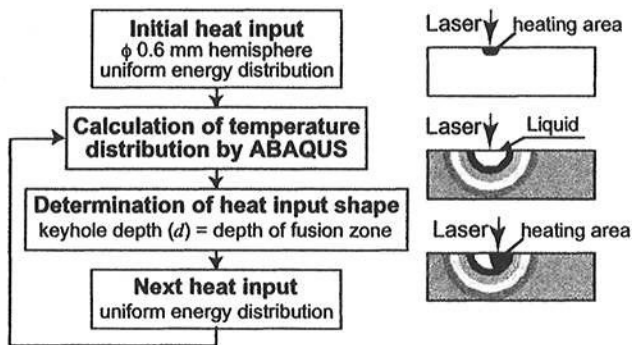 Initial heat input
ϕ 0.6 mm hemisphere
uniform energy distribution
Calculation of temperature
distribution by ABAQUS
Determination of heat input shape
keyhole depth (d) = depth of fusion zone
Next heat input
uniform energy distribution
Laser
heating area
Laser
Liquid
Laser
heating area